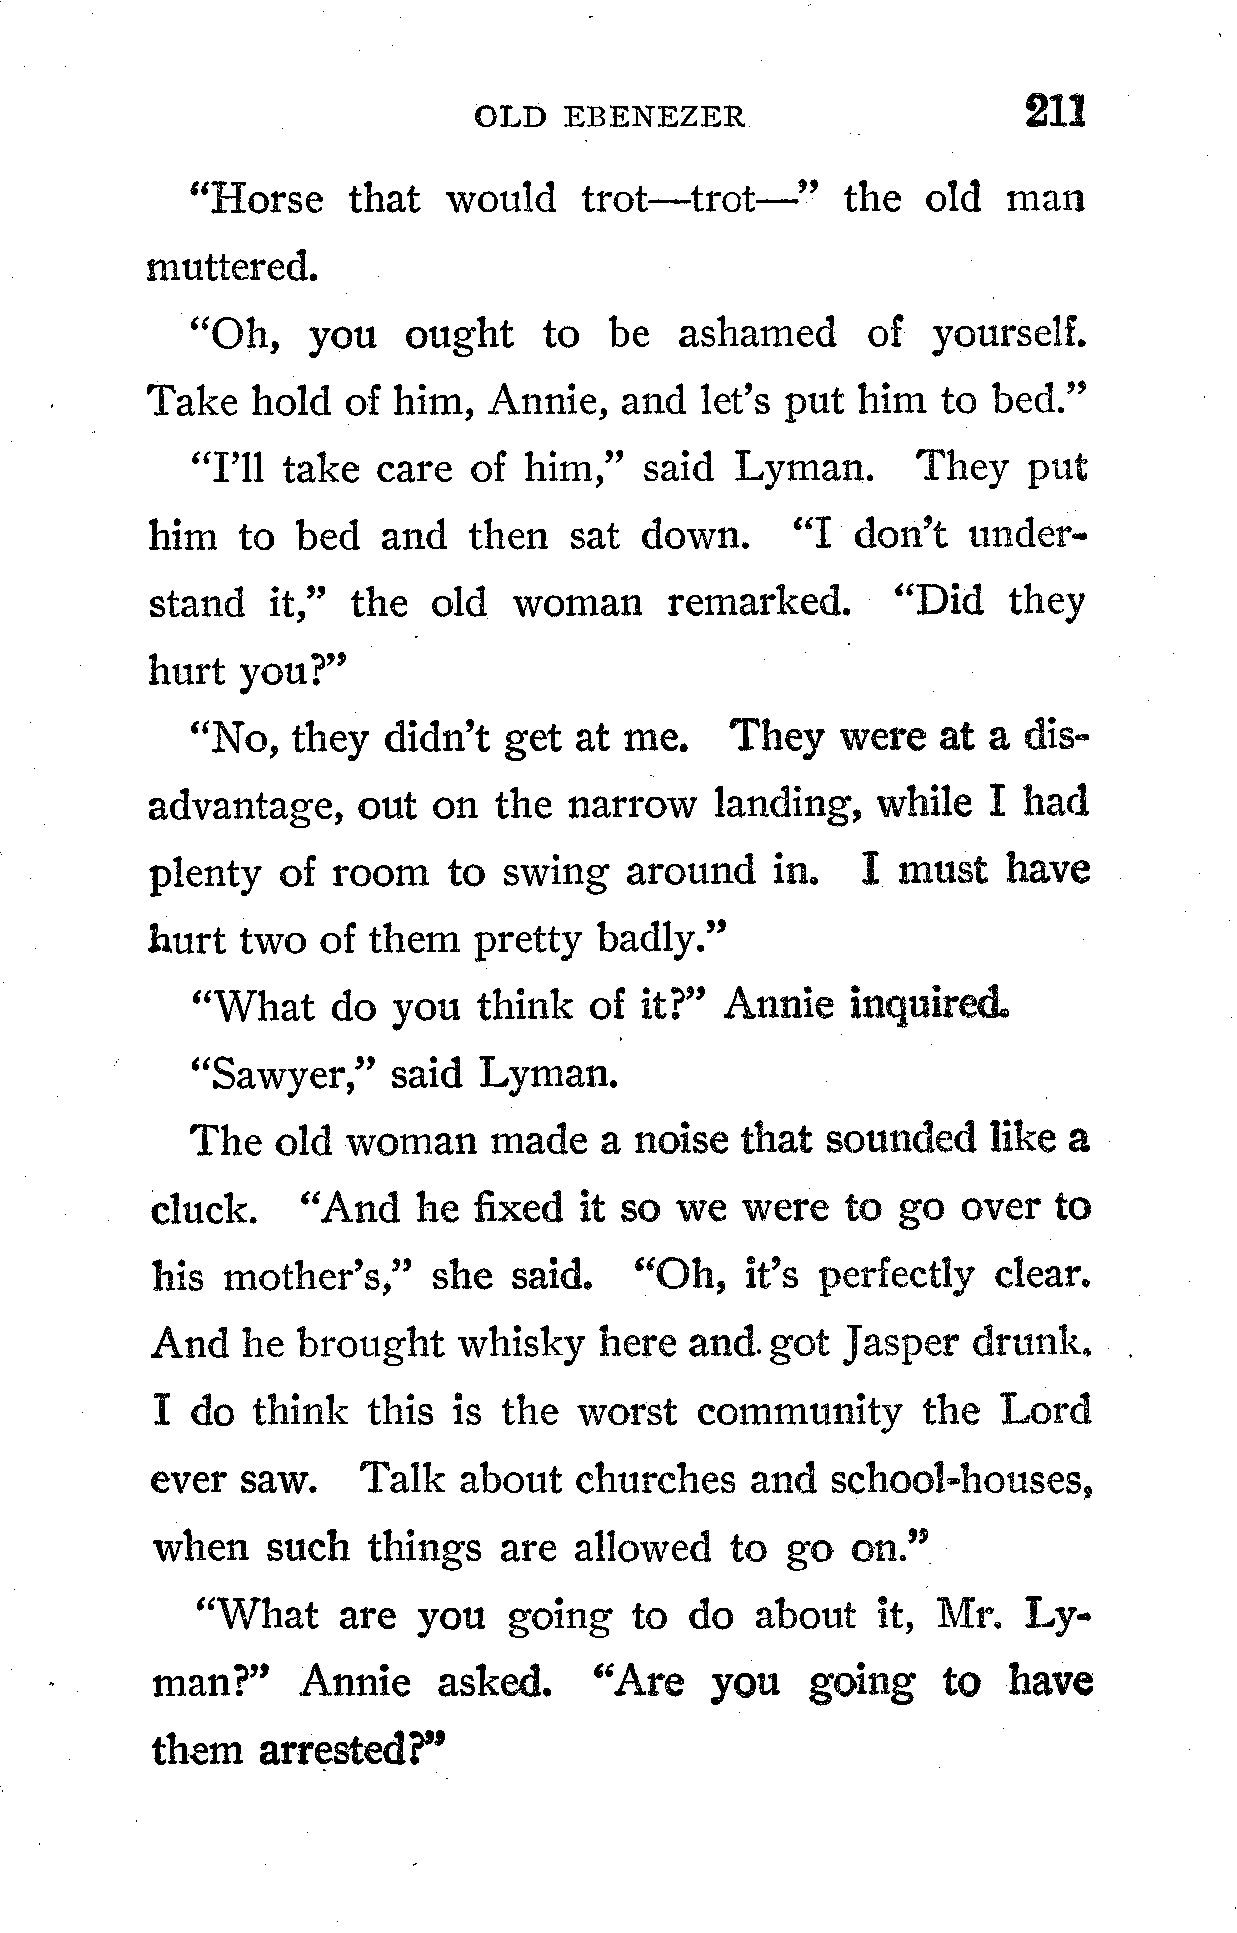 OLD EBENEZER 211
“Horse that would trot—trot—” the old man
muttered.
“Oh, you ought to be ashamed of yourself.
Take hold of him, Annie, and let’s put him to bed.”
“I’ll take care of him,” said Lyman. They put
him to bed and then sat down. “I don’t under-
stand it,” the old woman remarked. “Did they
hurt you?”
“No, they didn’t get at me. They were at a dis-
advantage, out on the narrow landing, while I had
plenty of room to swing around in. I must have
hurt two of them pretty badly.”
“What do you think of it?” Annie inquired.
“Sawyer,” said Lyman.
The old woman made a noise that sounded like a
cluck. “And he fixed it so we were to go over to
his mother’s,” she said. “Oh, it’s perfectly clear.
And he brought whisky here and got Jasper drunk.
I do think this is the worst community the Lord
ever saw. Talk about churches and school-houses,
when such things are allowed to go on.”
“What are you going to do about it, Mr. Ly-
man?” Annie asked. “Are you going to have
them arrested?”